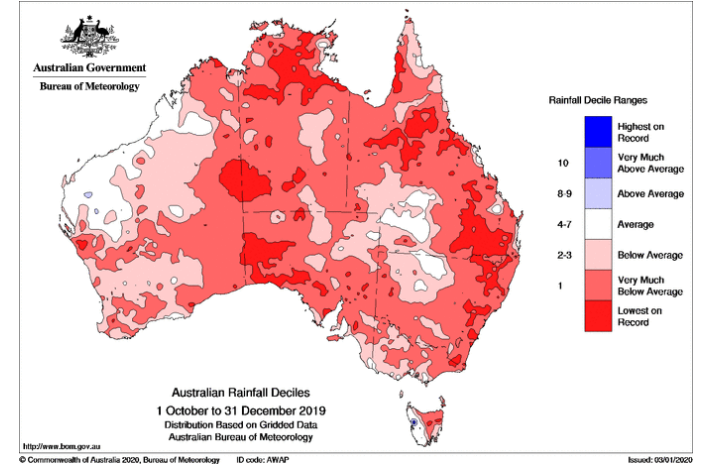 Australian Government
Bureau of Meteorology
Rainfall Decile Ranges
Highest on
Record
10
Very Much
Above Average
8-9
Above Average
4-7
Average
2-3
Below Average
1
Very Much
Below Average
Lowest on
Record
Australian Rainfall Deciles
1 October to 31 December 2019
Distribution Based on Gridded Data
Australian Bureau of Meteorology
http://www.bom.gov.au
© Commonwealth of Australia 2020, Bureau of Meteorology
ID code: AWAP
Issued: 03/01/2020